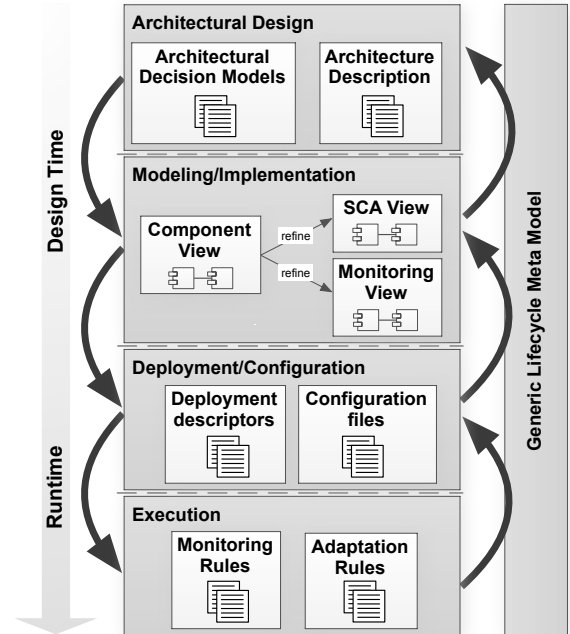 Architectural Design
Architectural
Decision Models
Architecture
Description
Modeling/Implementation
Component
View
refine
refine
SCA View
Monitoring
View
Deployment/Configuration
Deployment
descriptors
Configuration
files
Execution
Monitoring
Rules
Adaptation
Rules
Design Time
Runtime
Generic Lifecycle Meta Model